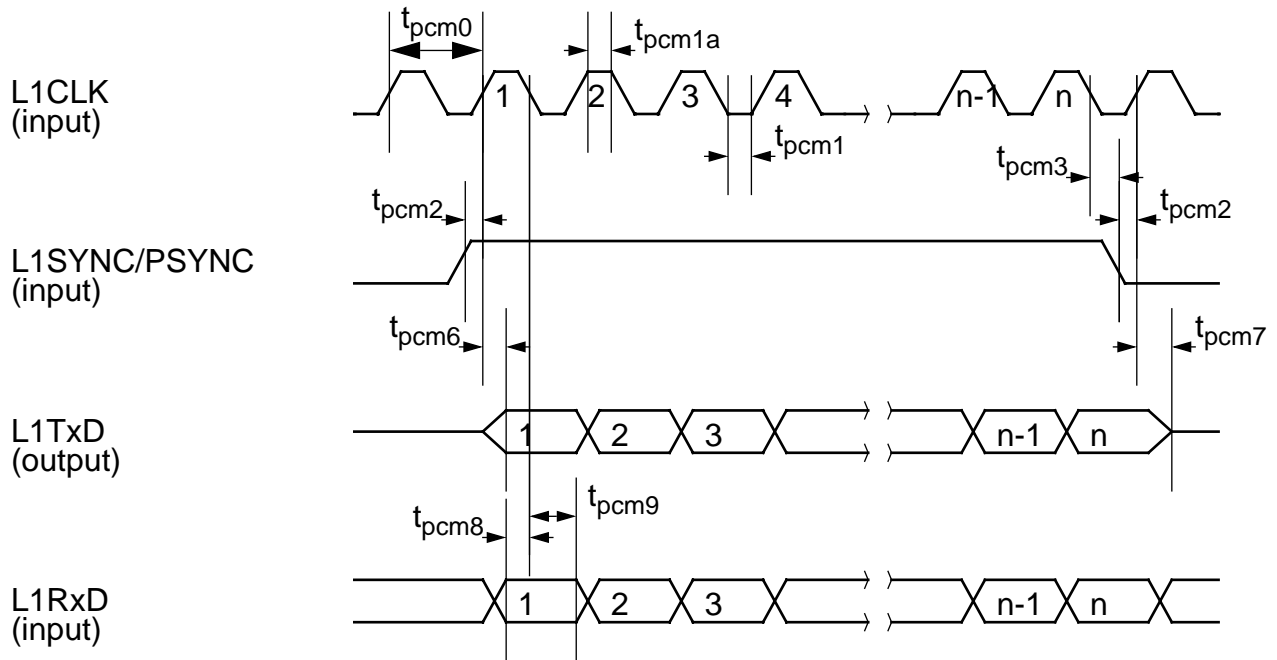 tpcm0
tpcm1a
L1CLK
(input)
1 2 3 4 n-1 n
tpcm1
tpcm3
tpcm2
tpcm2
L1SYNC/PSYNC
(input)
tpcm6
tpcm7
L1TxD
(output)
1 2 3 n-1 n
tpcm8
tpcm9
L1RxD
(input)
1 2 3 n-1 n